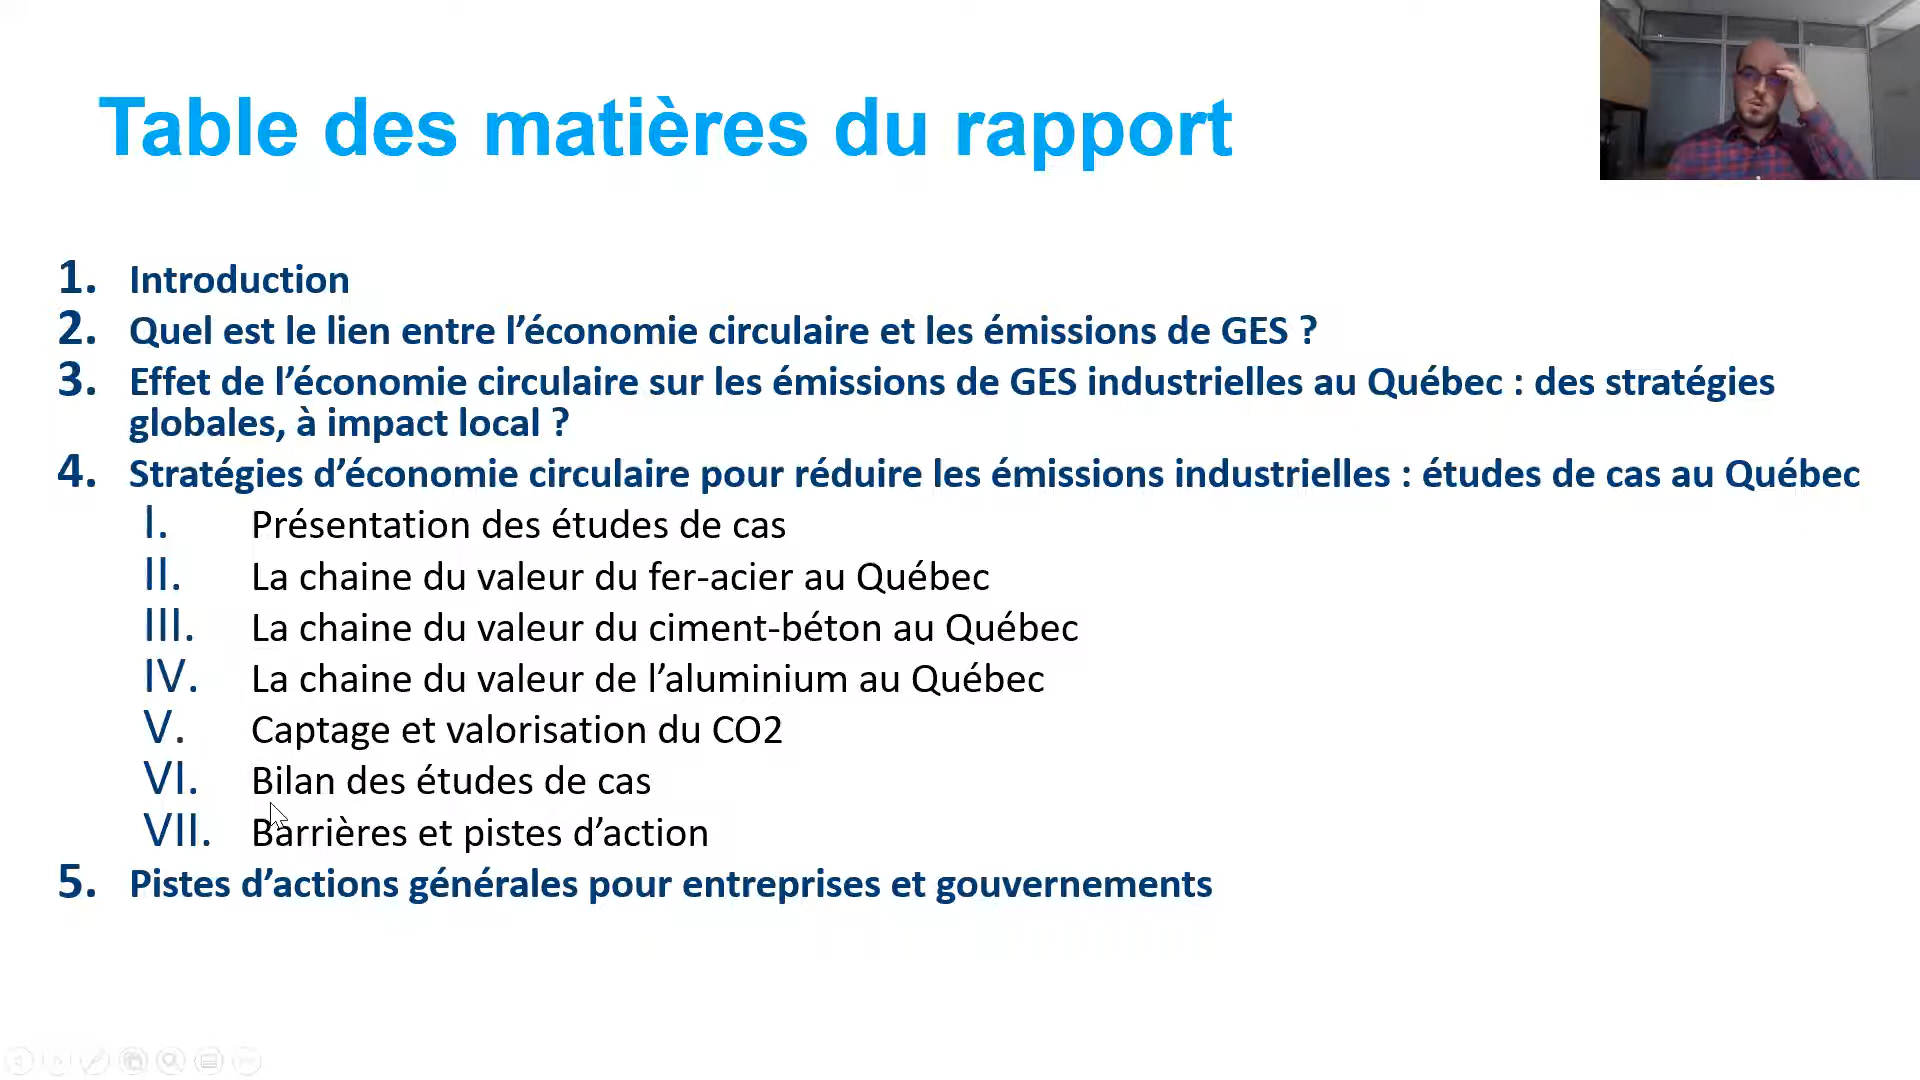 Table des matières du rapport
1. Introduction
2. Quel est le lien entre l’économie circulaire et les émissions de GES ?
3. Effet de l’économie circulaire sur les émissions de GES industrielles au Québec : des stratégies
globales, à impact local ?
4. Stratégies d’économie circulaire pour réduire les émissions industrielles : études de cas au Québec
I. Présentation des études de cas
II. La chaine du valeur du fer-acier au Québec
III. La chaine du valeur du ciment-béton au Québec
IV. La chaine du valeur de l’aluminium au Québec
V. Captage et valorisation du CO2
VI. Bilan des études de cas
VII. Barrières et pistes d’action
5. Pistes d’actions générales pour entreprises et gouvernements